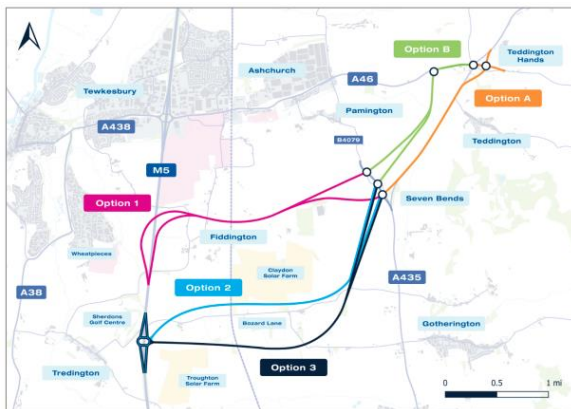 Option B
Teddington
Hands
Ashchurch
A46
Option A
Tewkesbury
Pamington
A438
Teddington
B4079
M5
Option 1
Seven Bends
Fiddington
Wheatpieces
Claydon
Solar Farm
A38
Option 2
A435
Sherdons
Golf Centre
Bozard Lane
Gotherington
Tredington
Option 3
Troughton
Solar Farm
0
0.5
1 mi